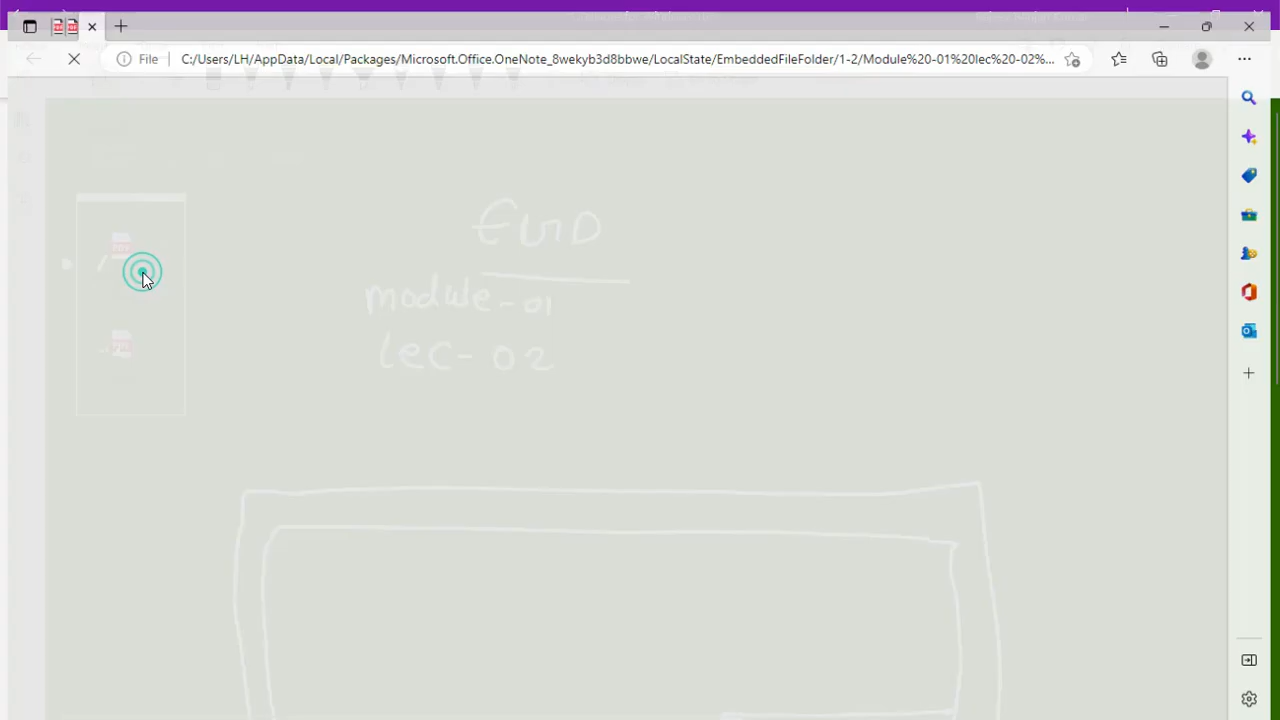 File
C:/Users/LH/AppData/Local/Packages/Microsoft.Office.OneNote_8wekyb3d8bbwe/LocalState/EmbeddedFileFolder/1-2/Module%20-01%20lec%20-02%...
module-01
lec-02